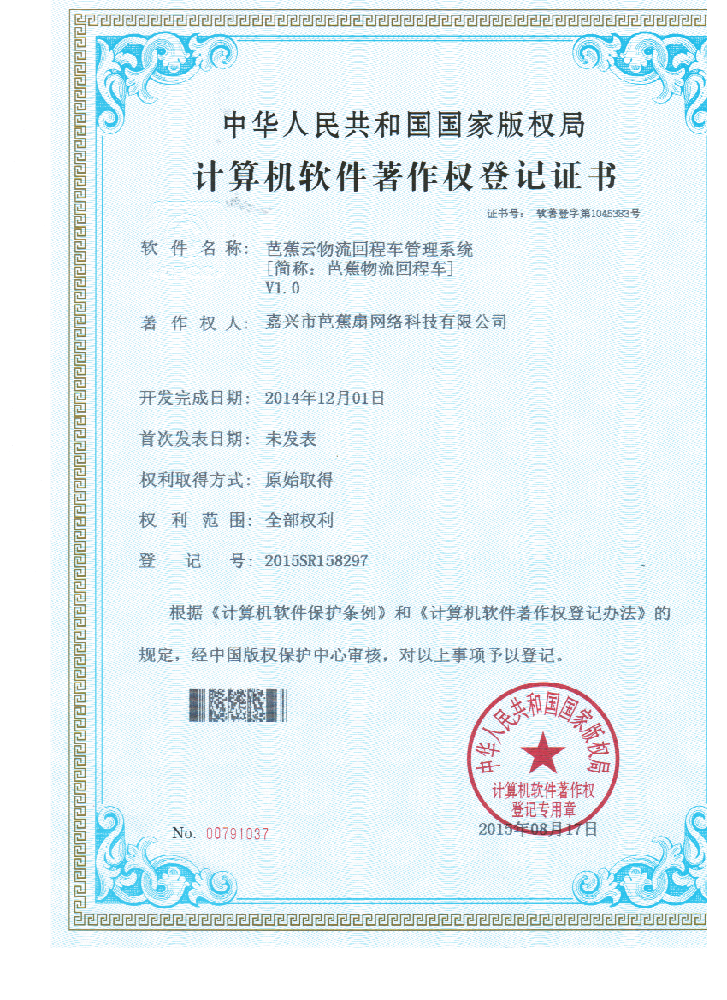 中华人民共和国国家版权局
计算机软件著作权登记证书
证书号： 软著登字第1045383号
软件名称： 芭蕉云物流回程车管理系统
[简称：芭蕉物流回程车]
V1.0
著作权人： 嘉兴市芭蕉扇网络科技有限公司
开发完成日期： 2014年12月01日
首次发表日期： 未发表
权利取得方式： 原始取得
权利范围： 全部权利
登记号： 2015SR158297
根据《计算机软件保护条例》和《计算机软件著作权登记办法》的
规定，经中国版权保护中心审核，对以上事项予以登记。
中华人民共和国国家版权局
计算机软件著作权
登记专用章
No. 00791037
2015年08月17日